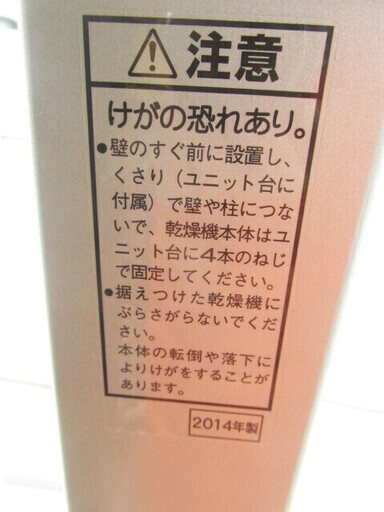 注意
けがの恐れあり。
●壁のすぐ前に設置し、
くさり（ユニット台に
付属）で壁や柱につな
いで、乾燥機本体はユ
ニット台に4本のねじ
で固定してください。
●据えつけた乾燥機に
ぶらさがらないでくだ
さい。
本体の転倒や落下に
よりけがをすることが
あります。
2014年製